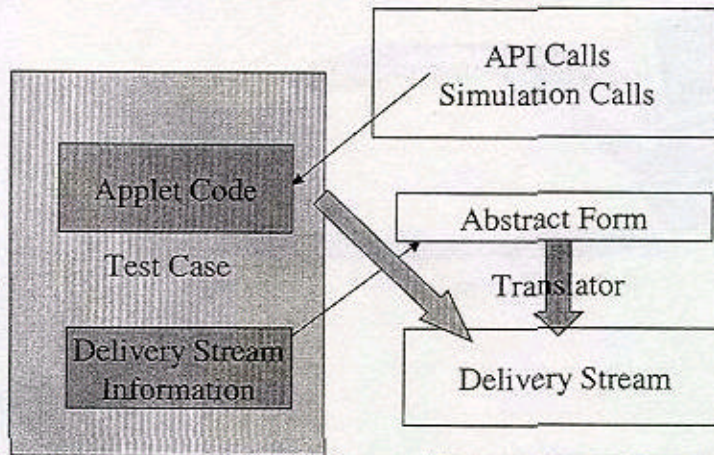 API Calls
Simulation Calls
Applet Code
Abstract Form
Test Case
Translator
Delivery Stream
Information
Delivery Stream